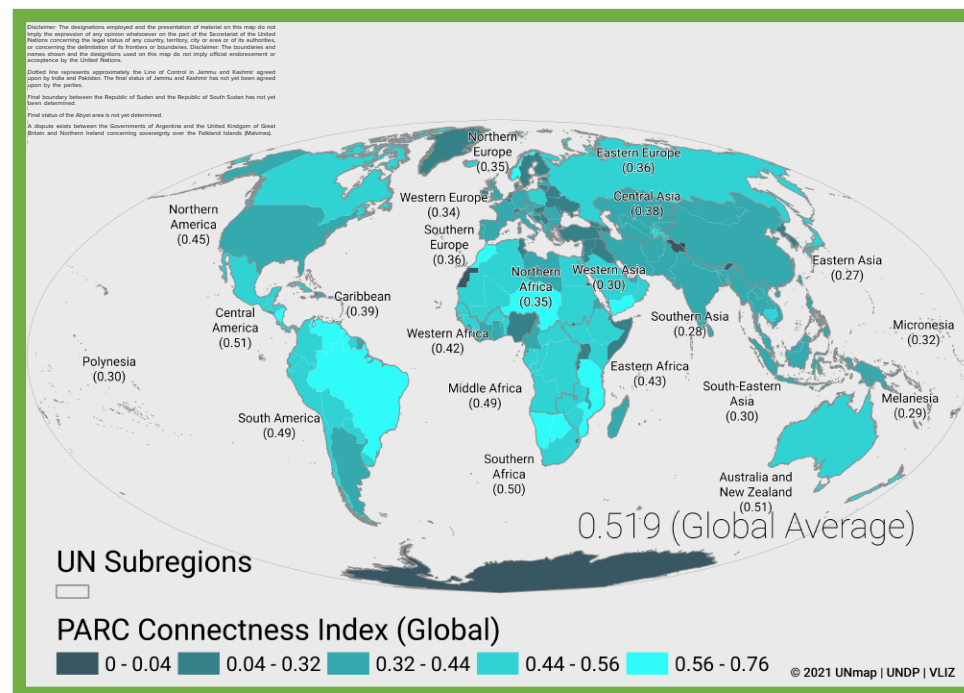 Disclaimer: The designations employed and the presentation of material on this map do not
imply the expression of any opinion whatsoever on the part of the Secretariat of the United
Nations concerning the legal status of any country, territory, city or area or of its authorities,
or concerning the delimitation of its frontiers or boundaries. Disclaimer: The boundaries and
names shown and the designtions used on this map do not imply official endoresement or
acceptance by the United Nations.
Dotted line represents approximately the Line of Control in Jammu and Kashmir agreed
upon by India and Pakistan. The final status of Jammu and Kashmir has not yet been agreed
upon by the parties.
Final boundary between the Republic of Sudan and the Republic of South Sudan has not yet
been determined.
Final status of the Abyei area is not yet determined.
A dispute exists between the Governments of Argentina and the United Kindgom of Great
Britain and Northern Ireland concerning sovereignty over the Falkland Islands (Malvinas).
Northern
Europe
(0.35)
Eastern Europe
(0.36)
Western Europe
(0.34)
Central Asia
(0.38)
Northern
America
(0.45)
Southern
Europe
(0.36)
Eastern Asia
(0.27)
Northern
Africa
(0.35)
Western Asia
(0.30)
Caribbean
(0.39)
Central
America
(0.51)
Western Africa
(0.42)
Southern Asia
(0.28)
Micronesia
(0.32)
Polynesia
(0.30)
Middle Africa
(0.49)
Eastern Africa
(0.43)
South-Eastern
Asia
(0.30)
Melanesia
(0.29)
South America
(0.49)
Southern
Africa
(0.50)
Australia and
New Zealand
(0.51)
0.519 (Global Average)
UN Subregions
PARC Connectness Index (Global)
0 - 0.04 0.04 - 0.32 0.32 - 0.44 0.44 - 0.56 0.56 - 0.76
© 2021 UNmap | UNDP | VLIZ